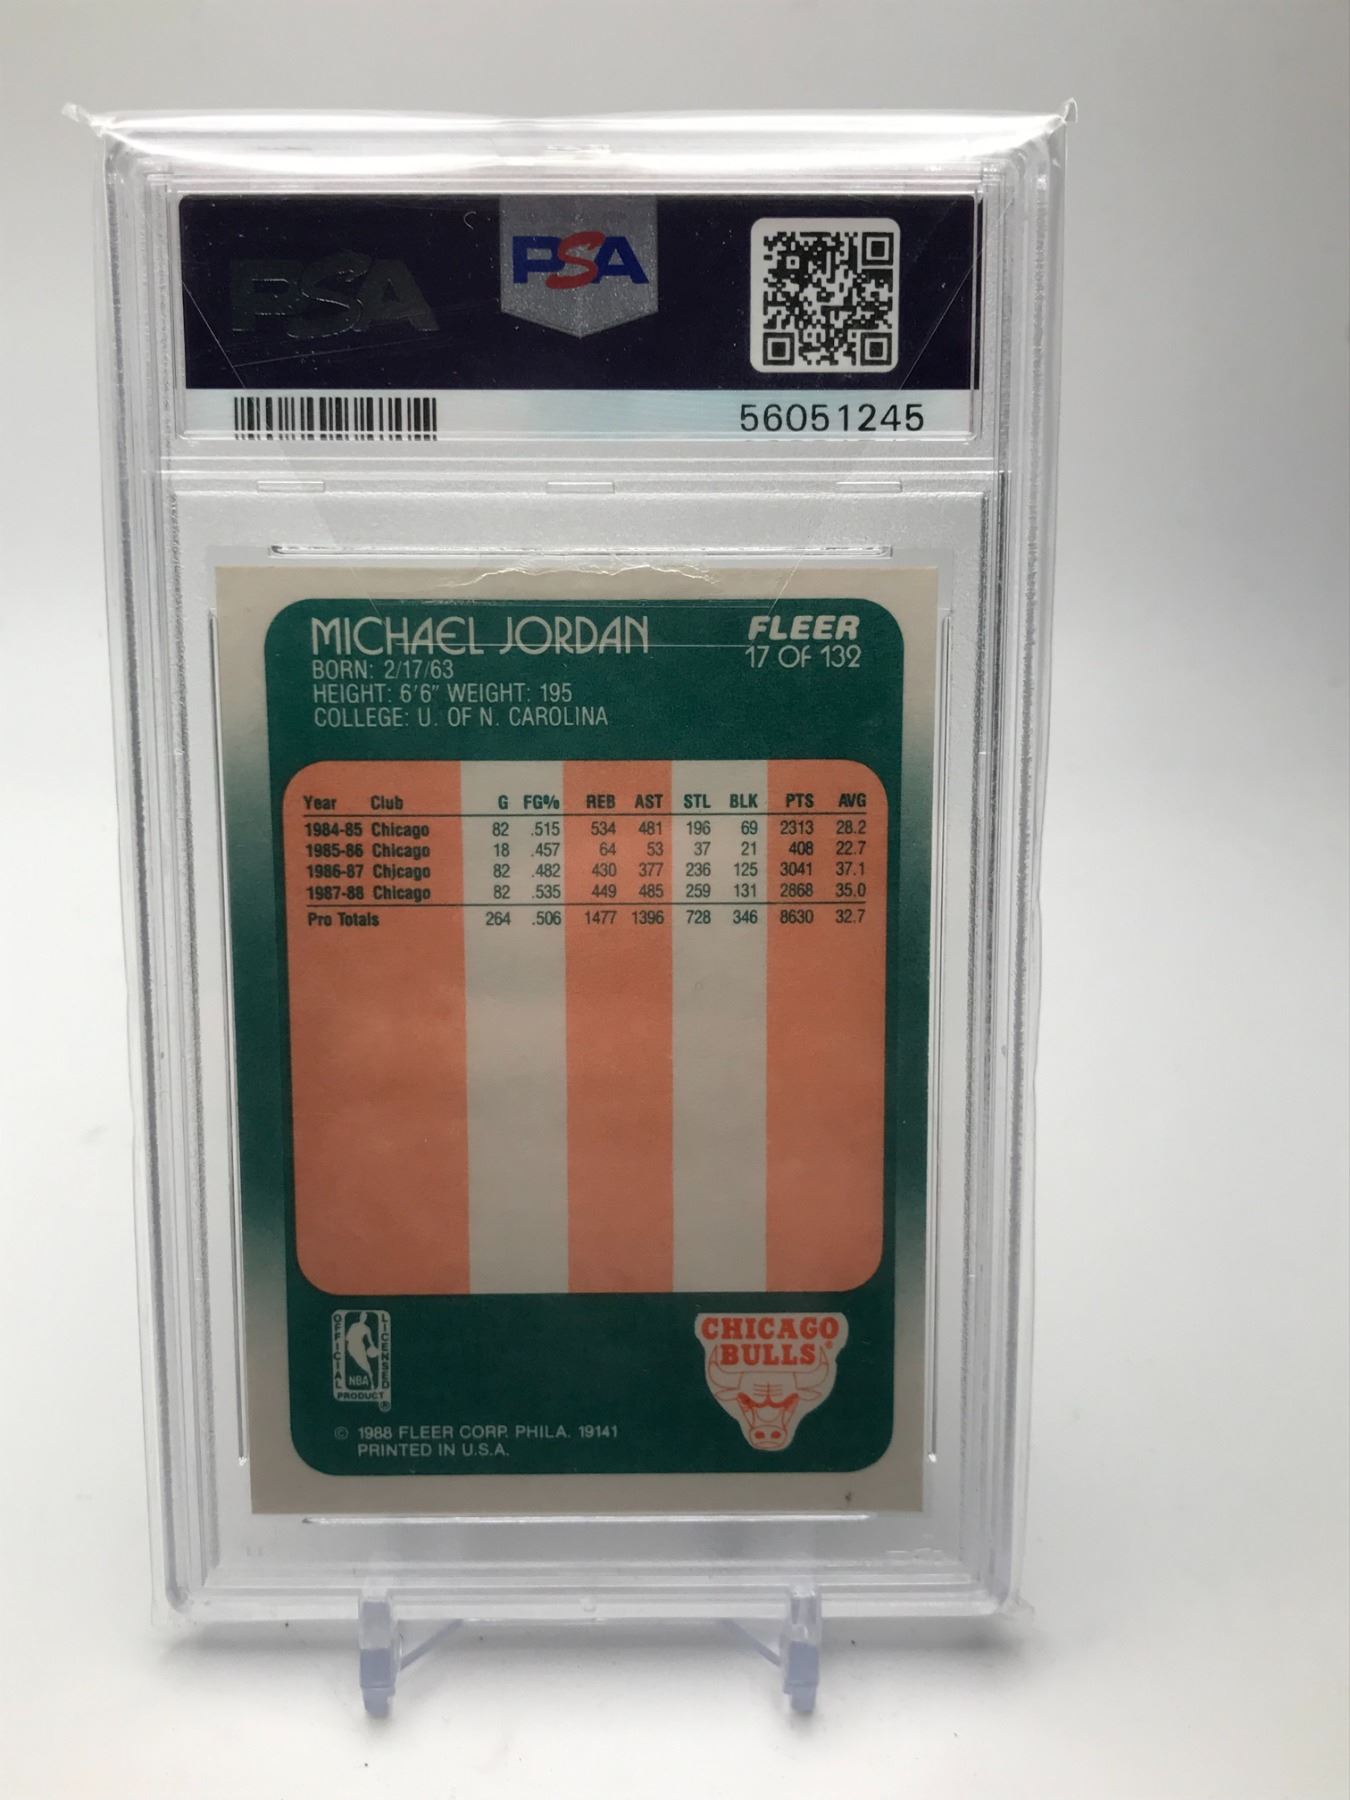 PSA
PSA
56051245
MICHAEL JORDAN
FLEER
17 OF 132
BORN: 2/17/63
HEIGHT: 6'6" WEIGHT: 195
COLLEGE: U. OF N. CAROLINA
Year Club G FG% REB AST STL BLK PTS AVG
1984-85 Chicago 82 .515 534 481 196 69 2313 28.2
1985-86 Chicago 18 .457 64 53 37 21 408 22.7
1986-87 Chicago 82 .482 430 377 236 125 3041 37.1
1987-88 Chicago 82 .535 449 485 259 131 2868 35.0
Pro Totals 264 .506 1477 1396 728 346 8630 32.7
OFFICIAL
LICENSED
NBA
PRODUCT
®
CHICAGO
BULLS®
© 1988 FLEER CORP. PHILA. 19141
PRINTED IN U.S.A.